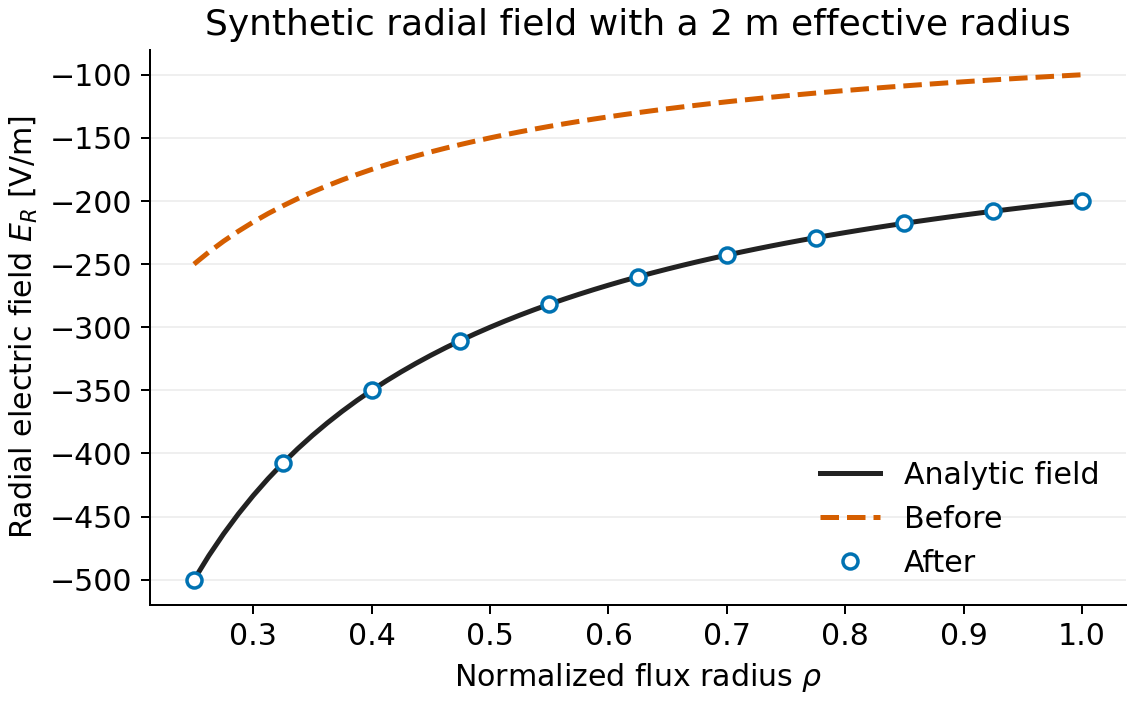 Synthetic radial field with a 2 m effective radius
Radial electric field E_R [V/m]
−100
−150
−200
−250
−300
−350
−400
−450
−500
Analytic field
Before
After
0.3 0.4 0.5 0.6 0.7 0.8 0.9 1.0
Normalized flux radius ρ